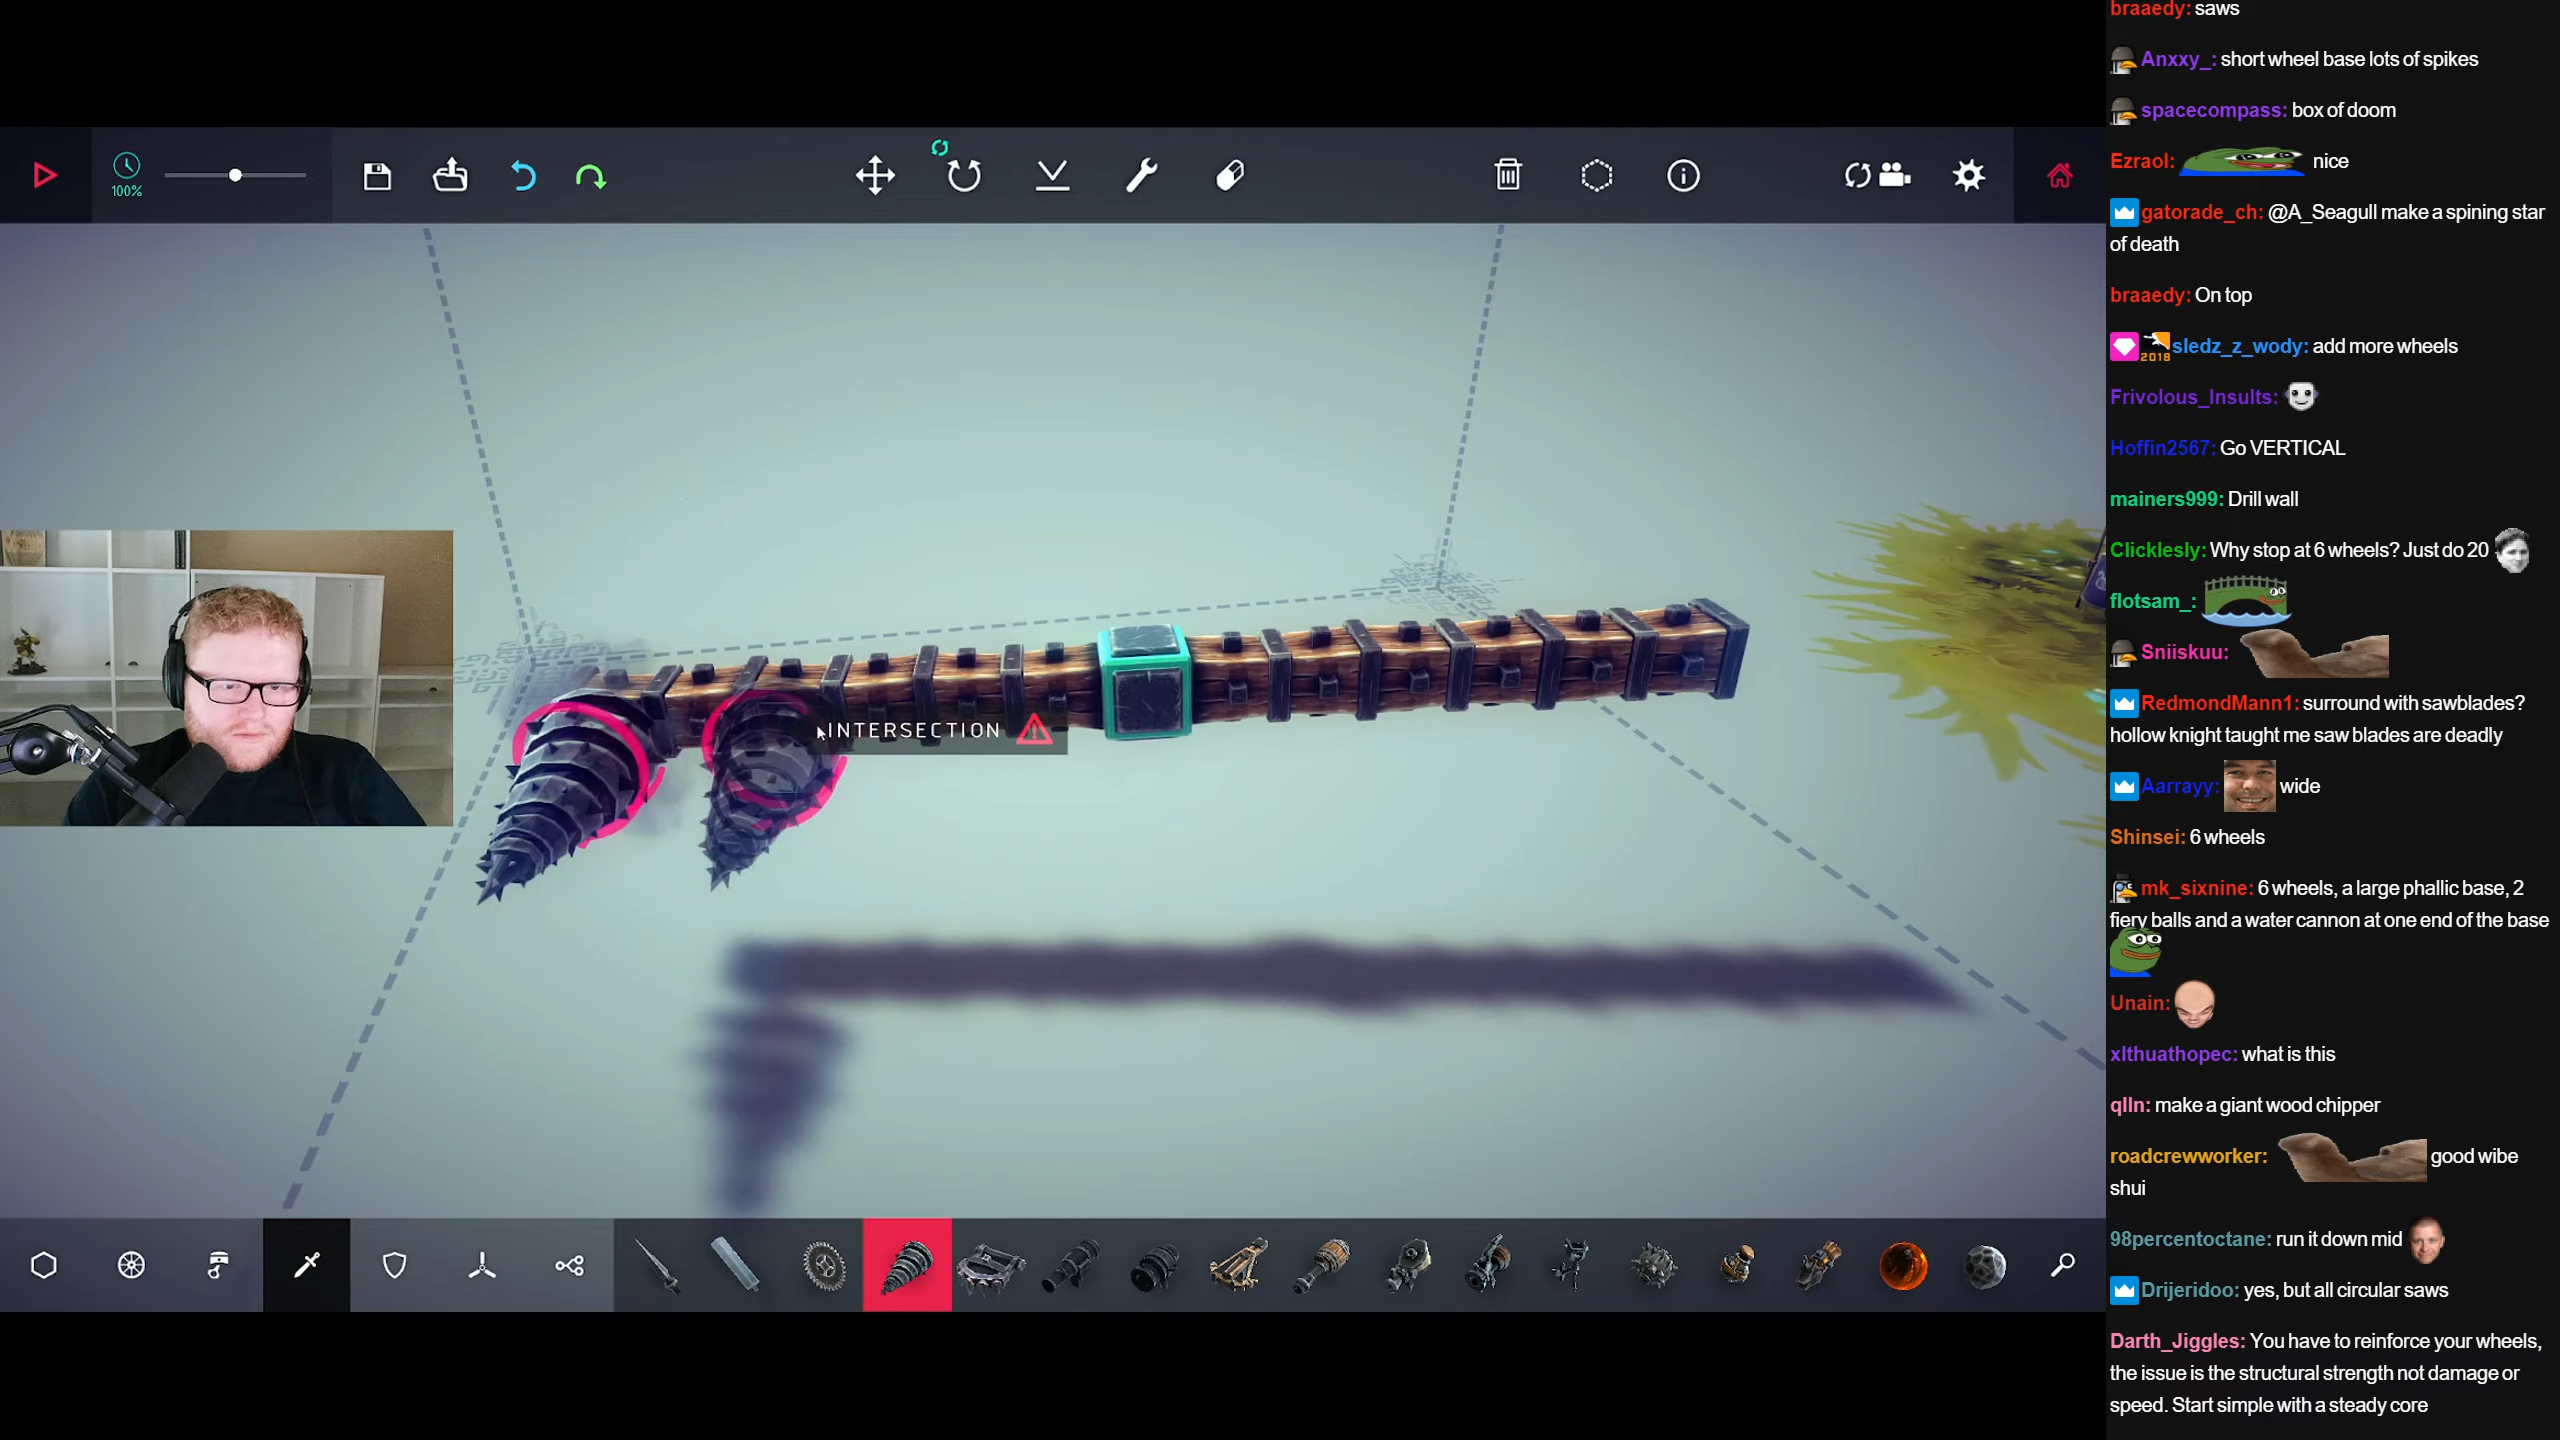 100%
INTERSECTION
braaedy: saws
Anxxy_: short wheel base lots of spikes
spacecompass: box of doom
Ezraol: nice
gatorade_ch: @A_Seagull make a spining star
of death
braaedy: On top
2018
sledz_z_wody: add more wheels
Frivolous_Insults:
Hoffin2567: Go VERTICAL
mainers999: Drill wall
Clicklesly: Why stop at 6 wheels? Just do 20
flotsam_:
Sniiskuu:
RedmondMann1: surround with sawblades?
hollow knight taught me saw blades are deadly
Aarrayy: wide
Shinsei: 6 wheels
mk_sixnine: 6 wheels, a large phallic base, 2
fiery balls and a water cannon at one end of the base
Unain:
xlthuathopec: what is this
qlln: make a giant wood chipper
roadcrewworker: good wibe
shui
98percentoctane: run it down mid
Drijeridoo: yes, but all circular saws
Darth_Jiggles: You have to reinforce your wheels,
the issue is the structural strength not damage or
speed. Start simple with a steady core